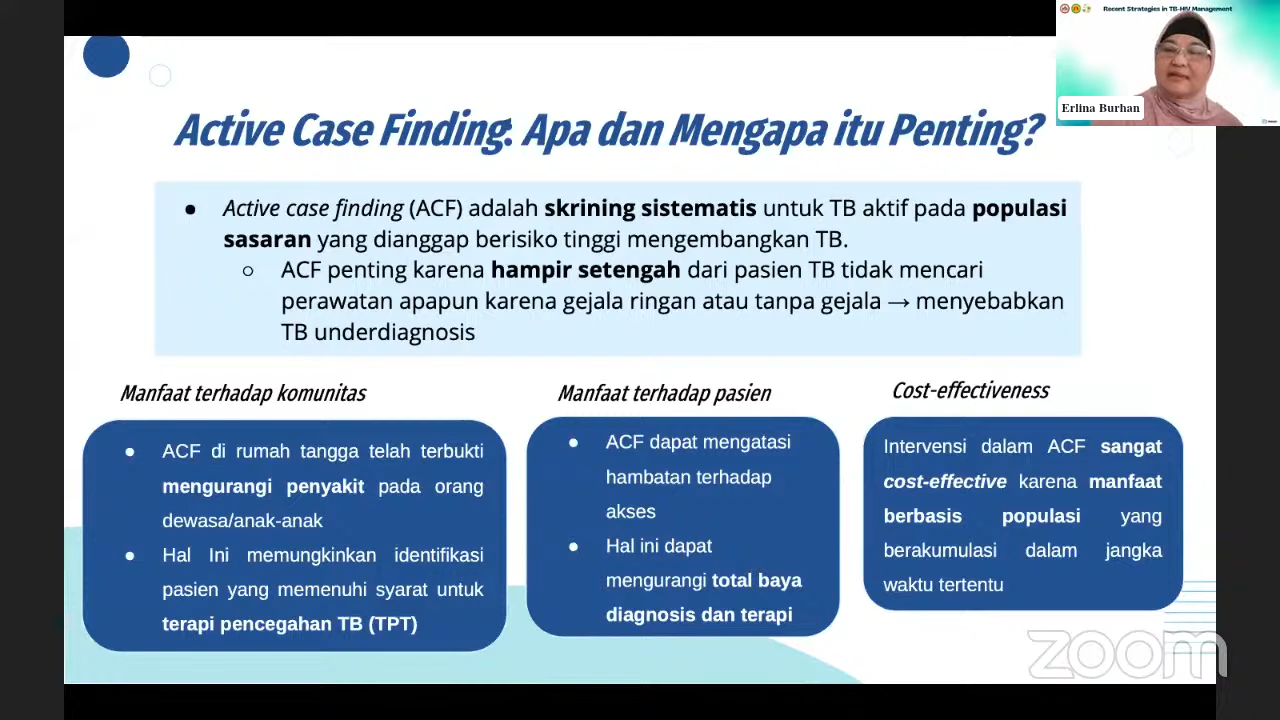 Recent Strategies in TB-HIV Management
Erlina Burhan
Active Case Finding: Apa dan Mengapa itu Penting?
• Active case finding (ACF) adalah skrining sistematis untuk TB aktif pada populasi
sasaran yang dianggap berisiko tinggi mengembangkan TB.
○ ACF penting karena hampir setengah dari pasien TB tidak mencari
perawatan apapun karena gejala ringan atau tanpa gejala → menyebabkan
TB underdiagnosis
Manfaat terhadap komunitas
• ACF di rumah tangga telah terbukti
mengurangi penyakit pada orang
dewasa/anak-anak
• Hal Ini memungkinkan identifikasi
pasien yang memenuhi syarat untuk
terapi pencegahan TB (TPT)
Manfaat terhadap pasien
• ACF dapat mengatasi
hambatan terhadap
akses
• Hal ini dapat
mengurangi total baya
diagnosis dan terapi
Cost-effectiveness
Intervensi dalam ACF sangat
cost-effective karena manfaat
berbasis populasi yang
berakumulasi dalam jangka
waktu tertentu
zoom